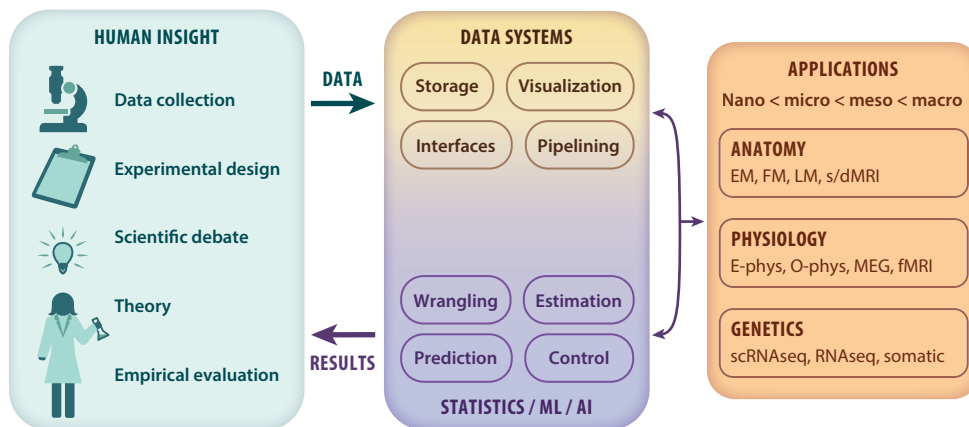 HUMAN INSIGHT
Data collection
Experimental design
Scientific debate
Theory
Empirical evaluation
DATA
RESULTS
DATA SYSTEMS
Storage
Visualization
Interfaces
Pipelining
Wrangling
Estimation
Prediction
Control
STATISTICS / ML / AI
APPLICATIONS
Nano < micro < meso < macro
ANATOMY
EM, FM, LM, s/dMRI
PHYSIOLOGY
E-phys, O-phys, MEG, fMRI
GENETICS
scRNAseq, RNAseq, somatic